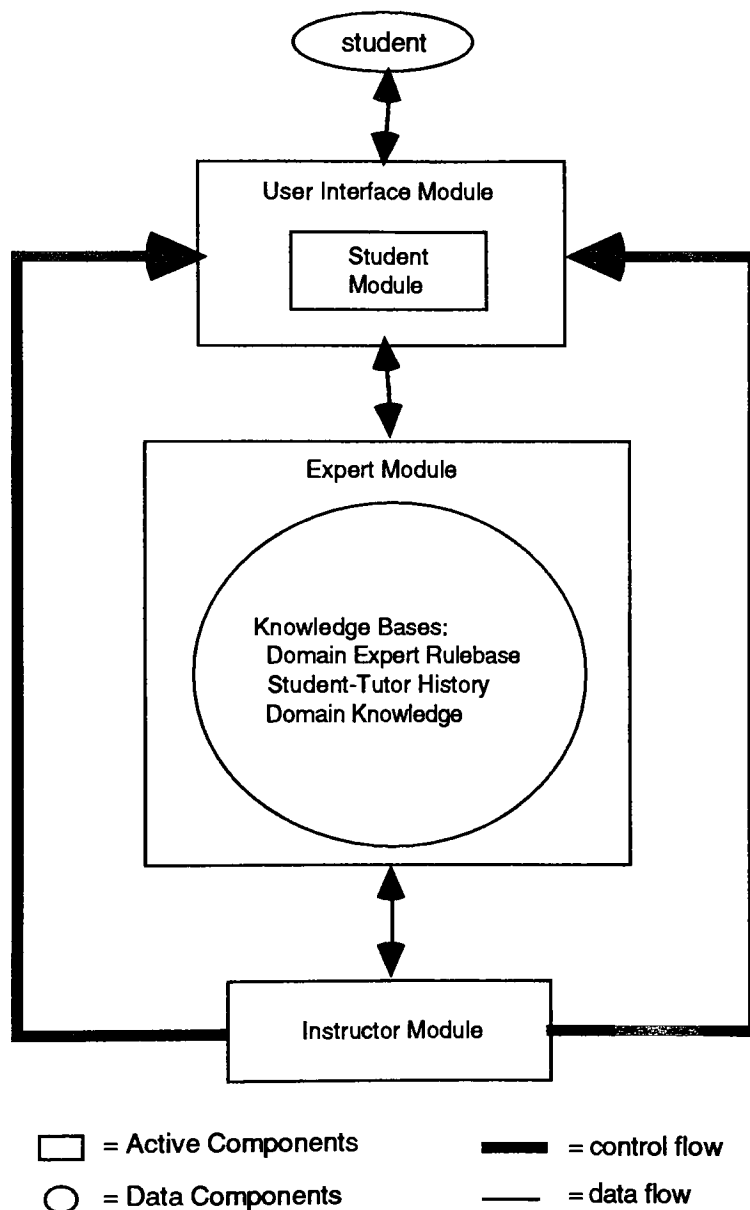 student
User Interface Module
Student
Module
Expert Module
Knowledge Bases:
Domain Expert Rulebase
Student-Tutor History
Domain Knowledge
Instructor Module
= Active Components
= control flow
= Data Components
= data flow